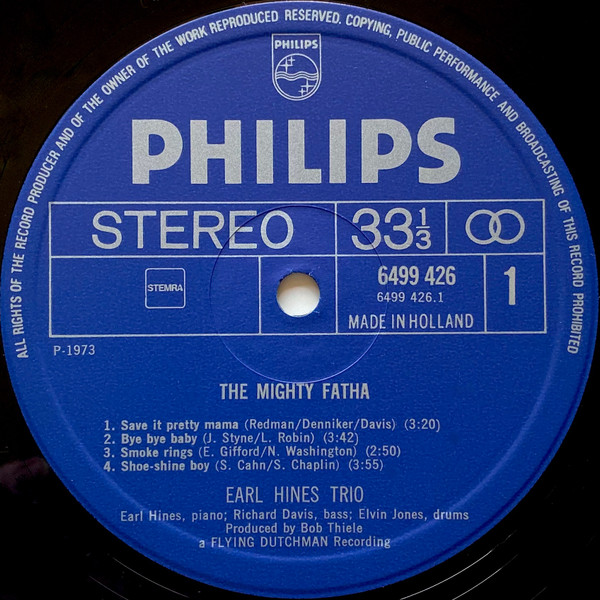 ALL RIGHTS OF THE RECORD PRODUCER AND OF THE OWNER OF THE WORK REPRODUCED RESERVED. COPYING, PUBLIC PERFORMANCE AND BROADCASTING OF THIS RECORD PROHIBITED
PHILIPS
PHILIPS
STEREO 33⅓
STEMRA 6499 426 1
6499 426.1
MADE IN HOLLAND
P-1973
THE MIGHTY FATHA
1. Save it pretty mama (Redman/Denniker/Davis) (3:20)
2. Bye bye baby (J. Styne/L. Robin) (3:42)
3. Smoke rings (E. Gifford/N. Washington) (2:50)
4. Shoe-shine boy (S. Cahn/S. Chaplin) (3:55)
EARL HINES TRIO
Earl Hines, piano; Richard Davis, bass; Elvin Jones, drums
Produced by Bob Thiele
a FLYING DUTCHMAN Recording